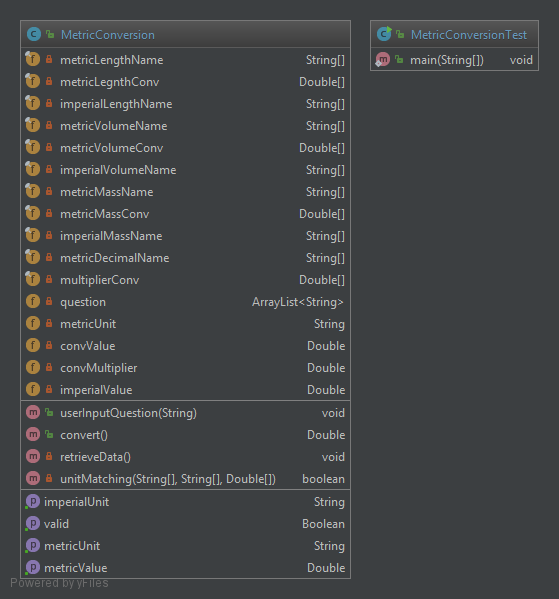 MetricConversion
metricLengthName String[]
metricLegnthConv Double[]
imperialLengthName String[]
metricVolumeName String[]
metricVolumeConv Double[]
imperialVolumeName String[]
metricMassName String[]
metricMassConv Double[]
imperialMassName String[]
metricDecimalName String[]
multiplierConv Double[]
question ArrayList<String>
metricUnit String
convValue Double
convMultiplier Double
imperialValue Double
userInputQuestion(String) void
convert() Double
retrieveData() void
unitMatching(String[], String[], Double[]) boolean
imperialUnit String
valid Boolean
metricUnit String
metricValue Double
MetricConversionTest
main(String[]) void
Powered by yFiles